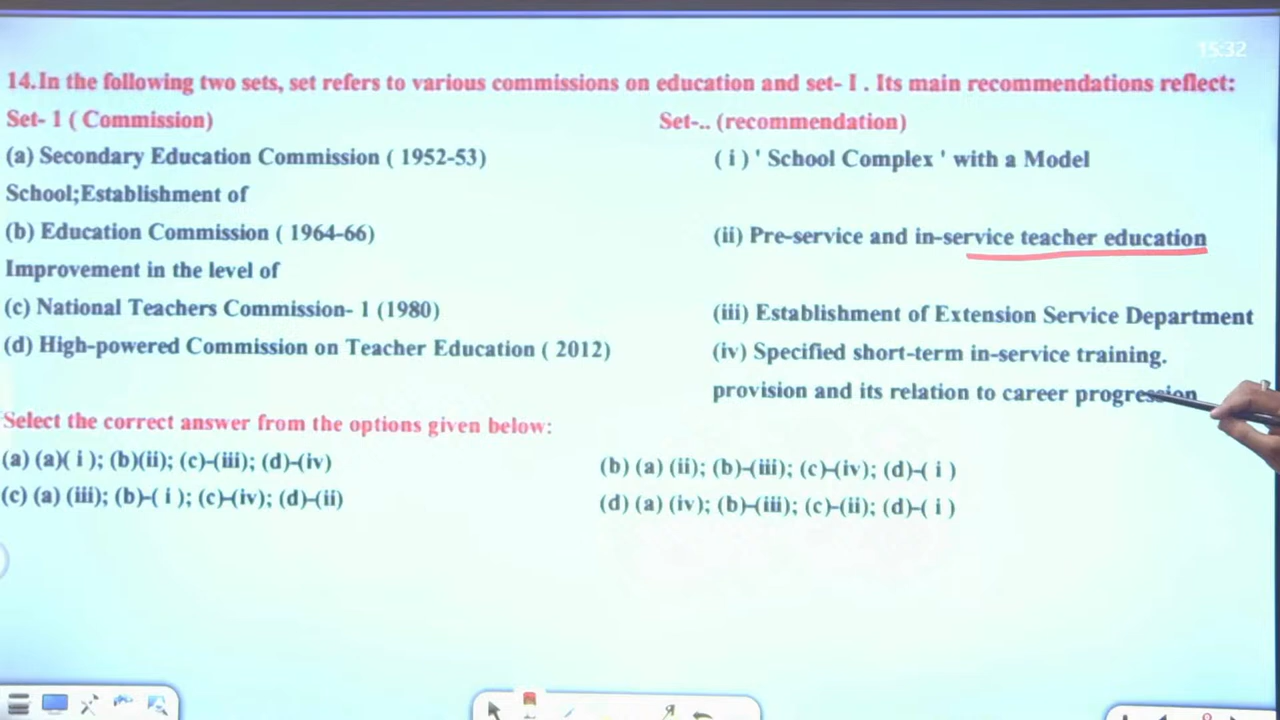 15:32
14.In the following two sets, set refers to various commissions on education and set- I . Its main recommendations reflect:
Set- 1 ( Commission) Set-.. (recommendation)
(a) Secondary Education Commission ( 1952-53) ( i ) ' School Complex ' with a Model
School;Establishment of
(b) Education Commission ( 1964-66) (ii) Pre-service and in-service teacher education
Improvement in the level of
(c) National Teachers Commission- 1 (1980) (iii) Establishment of Extension Service Department
(d) High-powered Commission on Teacher Education ( 2012) (iv) Specified short-term in-service training.
provision and its relation to career progression
Select the correct answer from the options given below:
(a) (a)( i ); (b)(ii); (c)-(iii); (d)-(iv) (b) (a) (ii); (b)-(iii); (c)-(iv); (d)-( i )
(c) (a) (iii); (b)-( i ); (c)-(iv); (d)-(ii) (d) (a) (iv); (b)-(iii); (c)-(ii); (d)-( i )